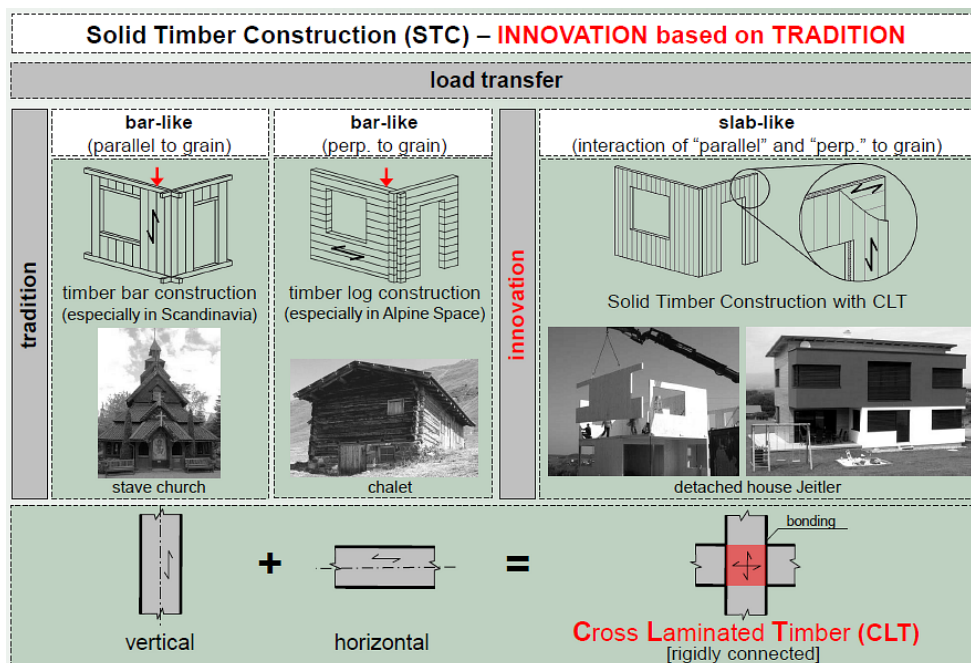 Solid Timber Construction (STC) – INNOVATION based on TRADITION
load transfer
tradition
bar-like
(parallel to grain)
timber bar construction
(especially in Scandinavia)
stave church
bar-like
(perp. to grain)
timber log construction
(especially in Alpine Space)
chalet
innovation
slab-like
(interaction of “parallel” and “perp.” to grain)
Solid Timber Construction with CLT
detached house Jeitler
vertical
+
horizontal
=
bonding
Cross Laminated Timber (CLT)
[rigidly connected]